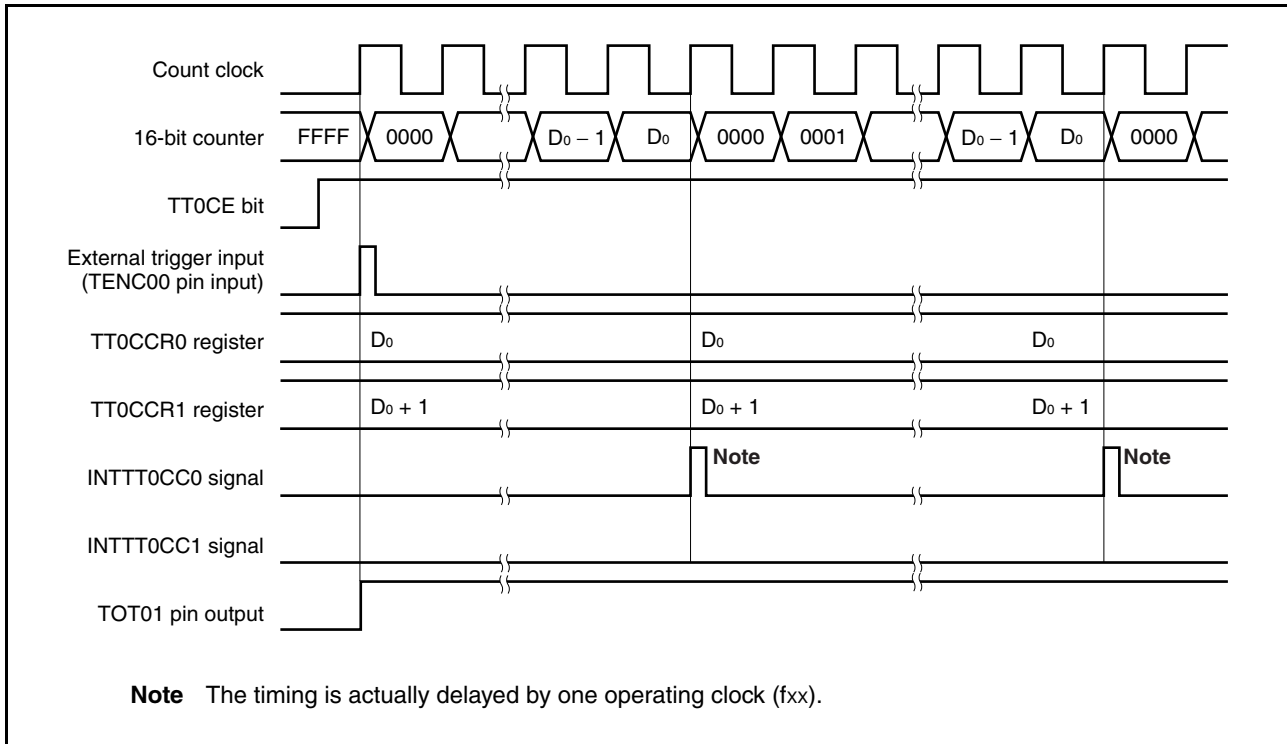 Count clock
16-bit counter FFFF 0000 D0 − 1 D0 0000 0001 D0 − 1 D0 0000
TT0CE bit
External trigger input
(TENC00 pin input)
TT0CCR0 register D0 D0 D0
TT0CCR1 register D0 + 1 D0 + 1 D0 + 1
INTTT0CC0 signal Note Note
INTTT0CC1 signal
TOT01 pin output
Note The timing is actually delayed by one operating clock (fxx).